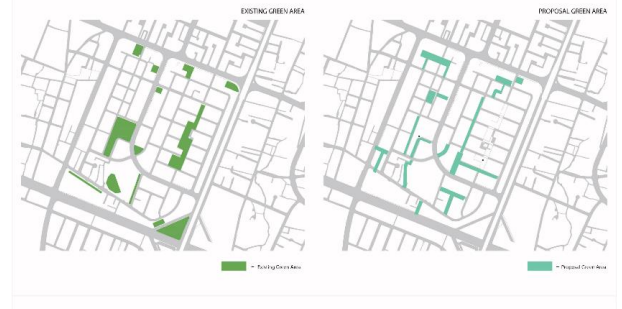 EXISTING GREEN AREA
PROPOSAL GREEN AREA
= Existing Green Area
= Proposal Green Area